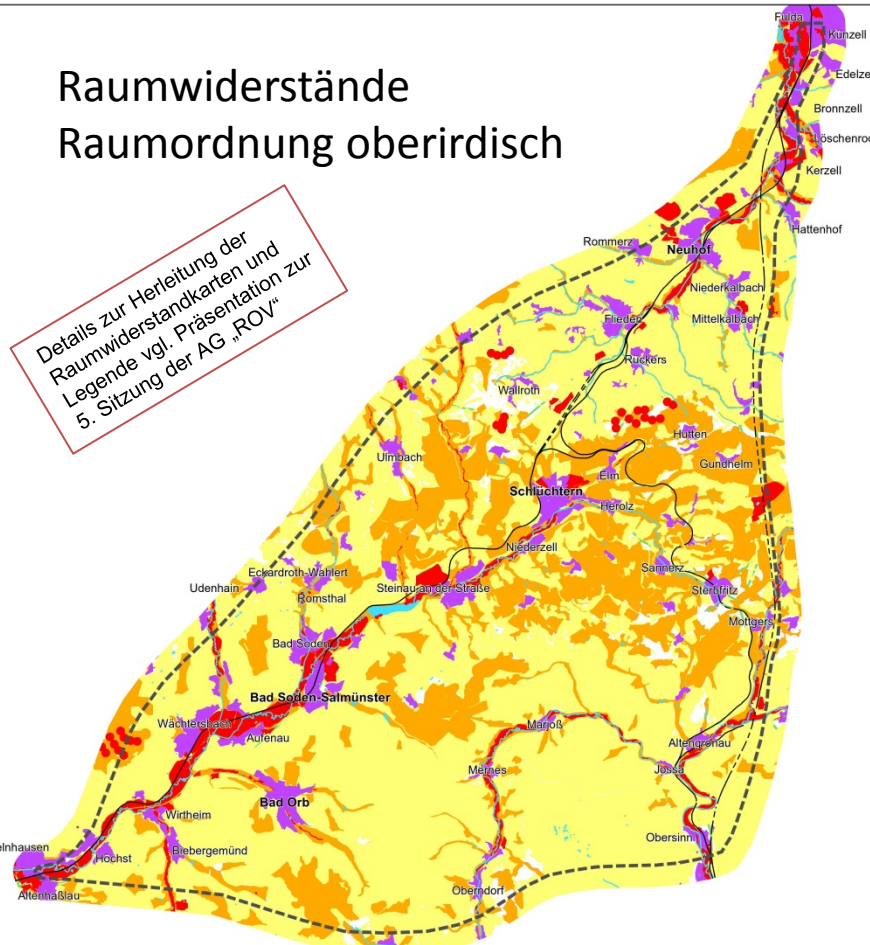 Raumwiderstände
Raumordnung oberirdisch
Details zur Herleitung der
Raumwiderstandkarten und
Legende vgl. Präsentation zur
5. Sitzung der AG „ROV“
Fulda
Künzell
Edelze
Bronnzell
Löschenrod
Kerzell
Hattenhof
Rommerz
Neuhof
Niederkalbach
Flieden
Mittelkalbach
Rückers
Wallroth
Hutten
Ulmbach
Gundhelm
Elm
Schlüchtern
Herolz
Niederzell
Sannerz
Eckardroth-Wahlert
Udenhain
Steinau an der Straße
Sterbfritz
Romsthal
Mottgers
Bad Soden
Bad Soden-Salmünster
Wächtersbach
Marjoß
Aufenau
Altengronau
Mernes
Jossa
Bad Orb
Wirtheim
Obersinn
elnhausen
Höchst
Biebergemünd
Altenhaßlau
Oberndorf